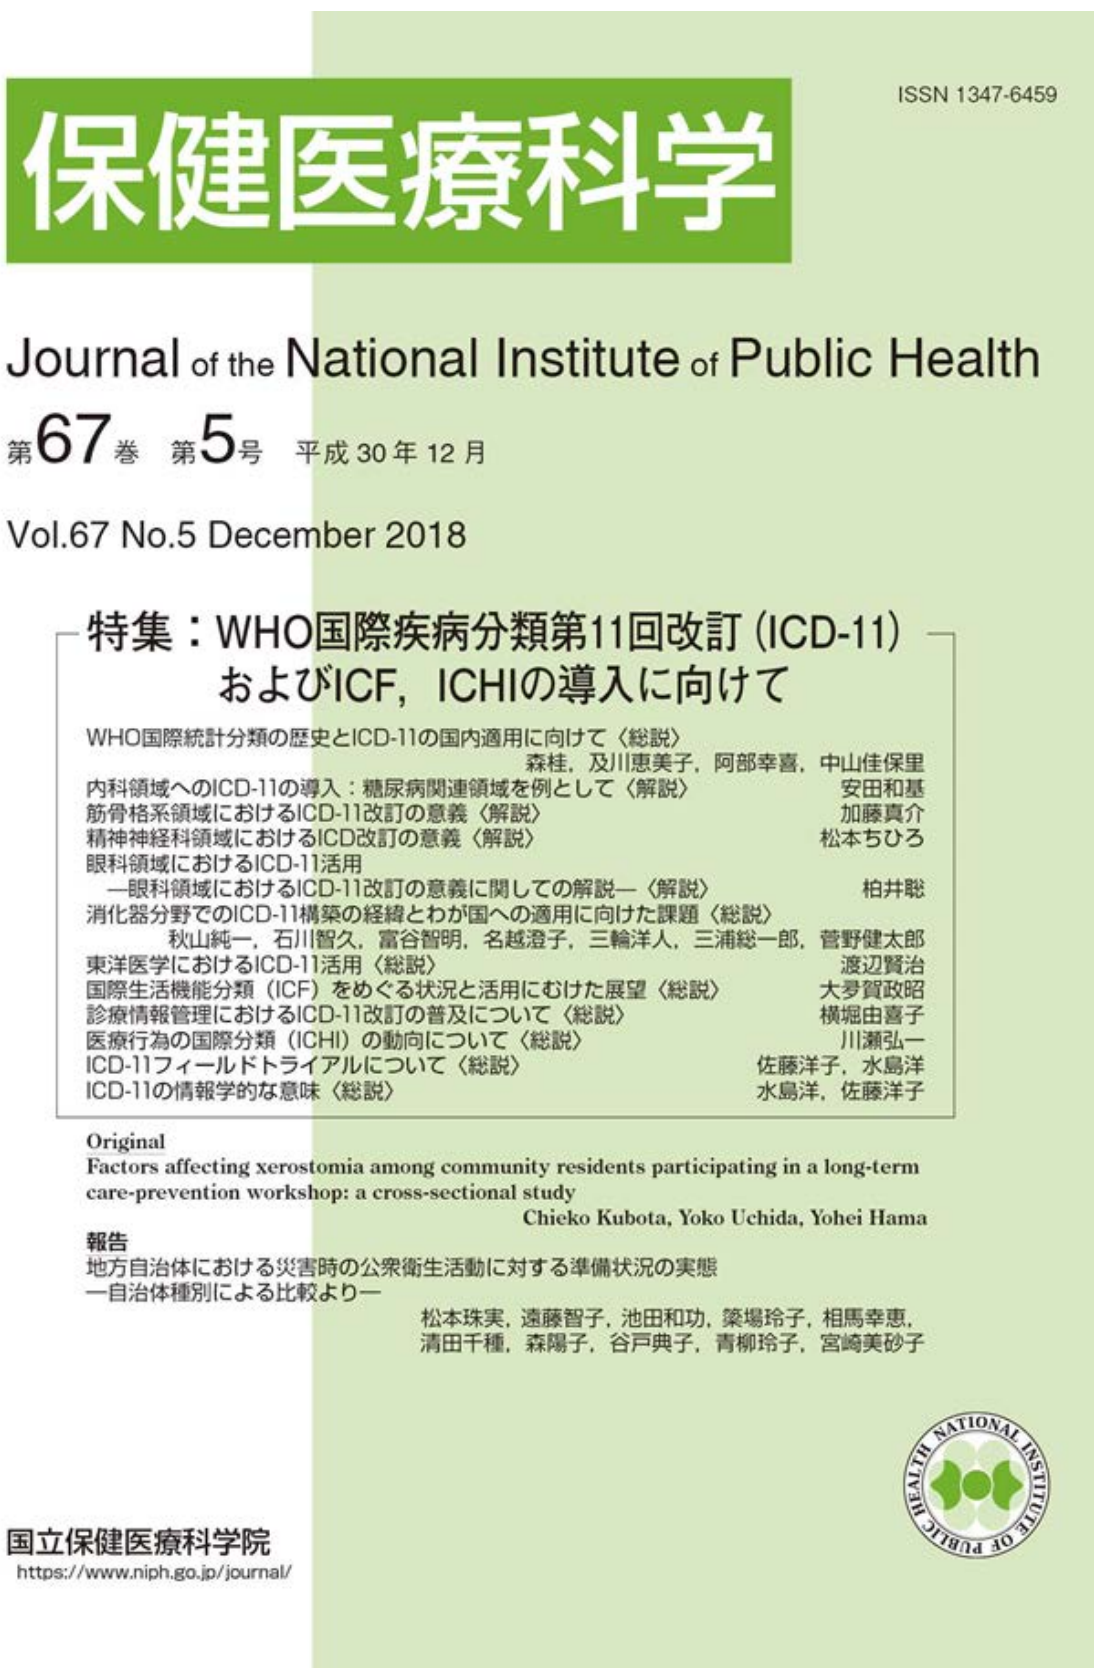 ISSN 1347-6459
保健医療科学
Journal of the National Institute of Public Health
第67巻 第5号 平成30年12月
Vol.67 No.5 December 2018
特集：WHO国際疾病分類第11回改訂（ICD-11）
およびICF，ICHIの導入に向けて
WHO国際統計分類の歴史とICD-11の国内適用に向けて〈総説〉
森桂，及川恵美子，阿部幸喜，中山佳保里
内科領域へのICD-11の導入：糖尿病関連領域を例として〈解説〉 安田和基
筋骨格系領域におけるICD-11改訂の意義〈解説〉 加藤真介
精神神経科領域におけるICD改訂の意義〈解説〉 松本ちひろ
眼科領域におけるICD-11活用
―眼科領域におけるICD-11改訂の意義に関しての解説―〈解説〉 柏井聡
消化器分野でのICD-11構築の経緯とわが国への適用に向けた課題〈総説〉
秋山純一，石川智久，富谷智明，名越澄子，三輪洋人，三浦総一郎，菅野健太郎
東洋医学におけるICD-11活用〈総説〉 渡辺賢治
国際生活機能分類（ICF）をめぐる状況と活用にむけた展望〈総説〉 大夛賀政昭
診療情報管理におけるICD-11改訂の普及について〈総説〉 横堀由喜子
医療行為の国際分類（ICHI）の動向について〈総説〉 川瀬弘一
ICD-11フィールドトライアルについて〈総説〉 佐藤洋子，水島洋
ICD-11の情報学的な意味〈総説〉 水島洋，佐藤洋子
Original
Factors affecting xerostomia among community residents participating in a long-term
care-prevention workshop: a cross-sectional study
Chieko Kubota, Yoko Uchida, Yohei Hama
報告
地方自治体における災害時の公衆衛生活動に対する準備状況の実態
―自治体種別による比較より―
松本珠実，遠藤智子，池田和功，簗場玲子，相馬幸恵，
清田千種，森陽子，谷戸典子，青柳玲子，宮崎美砂子
NATIONAL INSTITUTE OF PUBLIC HEALTH
国立保健医療科学院
https://www.niph.go.jp/journal/